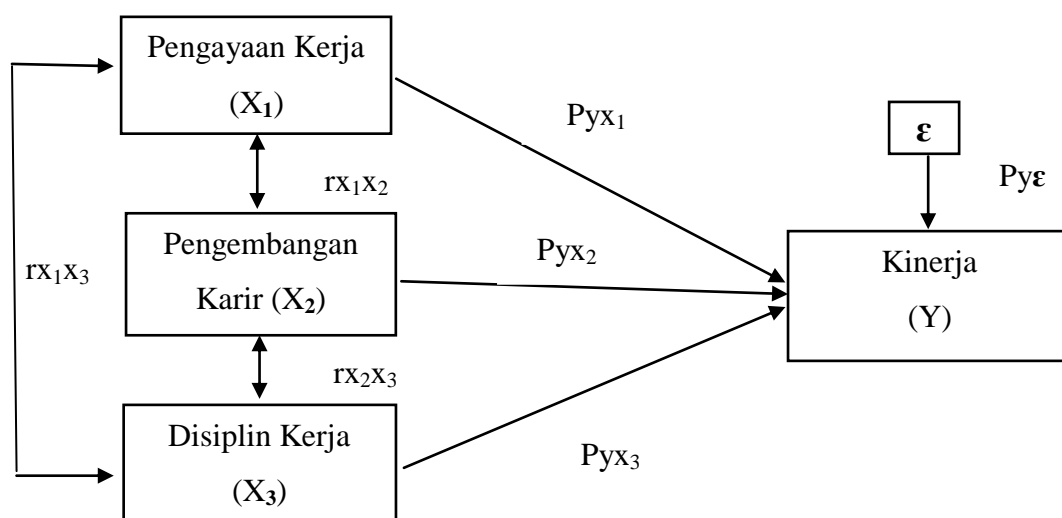 Pengayaan Kerja
(X₁)
Pyx₁
ε
rx₁x₂
Pyε
Pengembangan
Karir (X₂)
Pyx₂
Kinerja
(Y)
rx₁x₃
rx₂x₃
Disiplin Kerja
(X₃)
Pyx₃